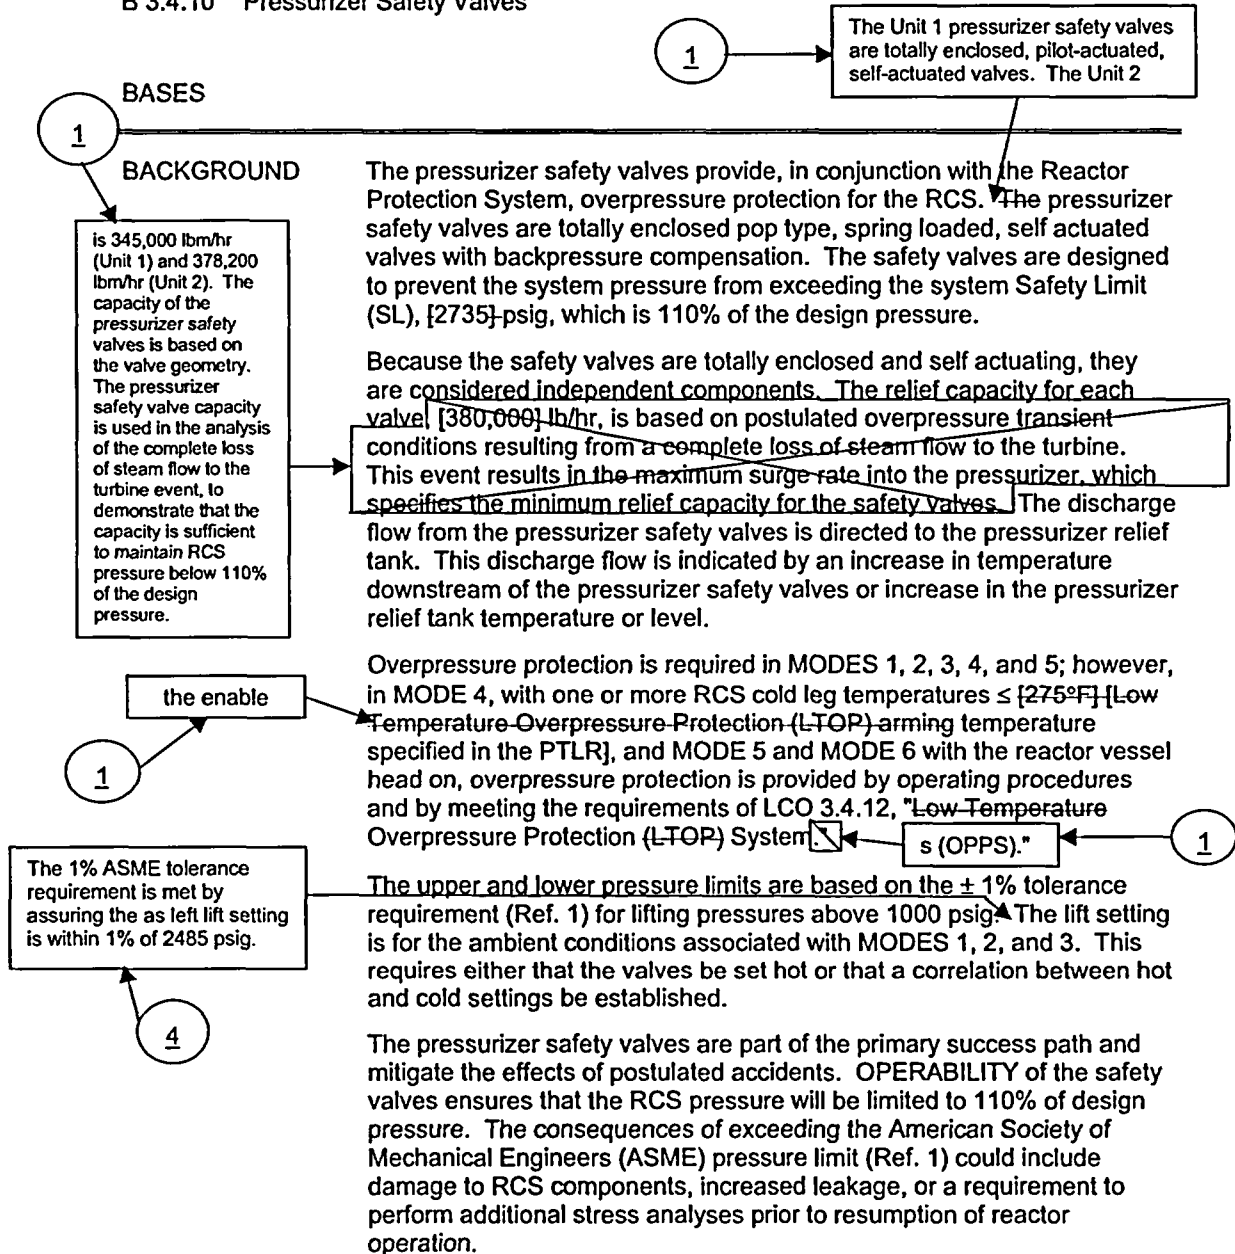 B 3.4.10 Pressurizer Safety Valves
1
The Unit 1 pressurizer safety valves
are totally enclosed, pilot-actuated,
self-actuated valves. The Unit 2
BASES
1
BACKGROUND
The pressurizer safety valves provide, in conjunction with the Reactor
Protection System, overpressure protection for the RCS. The pressurizer
safety valves are totally enclosed pop type, spring loaded, self actuated
valves with backpressure compensation. The safety valves are designed
to prevent the system pressure from exceeding the system Safety Limit
(SL), [2735] psig, which is 110% of the design pressure.
is 345,000 lbm/hr
(Unit 1) and 378,200
lbm/hr (Unit 2). The
capacity of the
pressurizer safety
valves is based on
the valve geometry.
The pressurizer
safety valve capacity
is used in the analysis
of the complete loss
of steam flow to the
turbine event, to
demonstrate that the
capacity is sufficient
to maintain RCS
pressure below 110%
of the design
pressure.
Because the safety valves are totally enclosed and self actuating, they
are considered independent components. The relief capacity for each
valve, [380,000] lb/hr, is based on postulated overpressure transient
conditions resulting from a complete loss of steam flow to the turbine.
This event results in the maximum surge rate into the pressurizer, which
specifies the minimum relief capacity for the safety valves. The discharge
flow from the pressurizer safety valves is directed to the pressurizer relief
tank. This discharge flow is indicated by an increase in temperature
downstream of the pressurizer safety valves or increase in the pressurizer
relief tank temperature or level.
the enable
1
Overpressure protection is required in MODES 1, 2, 3, 4, and 5; however,
in MODE 4, with one or more RCS cold leg temperatures ≤ [275°F] [Low
Temperature Overpressure Protection (LTOP) arming temperature
specified in the PTLR], and MODE 5 and MODE 6 with the reactor vessel
head on, overpressure protection is provided by operating procedures
and by meeting the requirements of LCO 3.4.12, "Low Temperature
Overpressure Protection (LTOP) System."
s (OPPS)."
1
The 1% ASME tolerance
requirement is met by
assuring the as left lift setting
is within 1% of 2485 psig.
4
The upper and lower pressure limits are based on the ± 1% tolerance
requirement (Ref. 1) for lifting pressures above 1000 psig. The lift setting
is for the ambient conditions associated with MODES 1, 2, and 3. This
requires either that the valves be set hot or that a correlation between hot
and cold settings be established.
The pressurizer safety valves are part of the primary success path and
mitigate the effects of postulated accidents. OPERABILITY of the safety
valves ensures that the RCS pressure will be limited to 110% of design
pressure. The consequences of exceeding the American Society of
Mechanical Engineers (ASME) pressure limit (Ref. 1) could include
damage to RCS components, increased leakage, or a requirement to
perform additional stress analyses prior to resumption of reactor
operation.